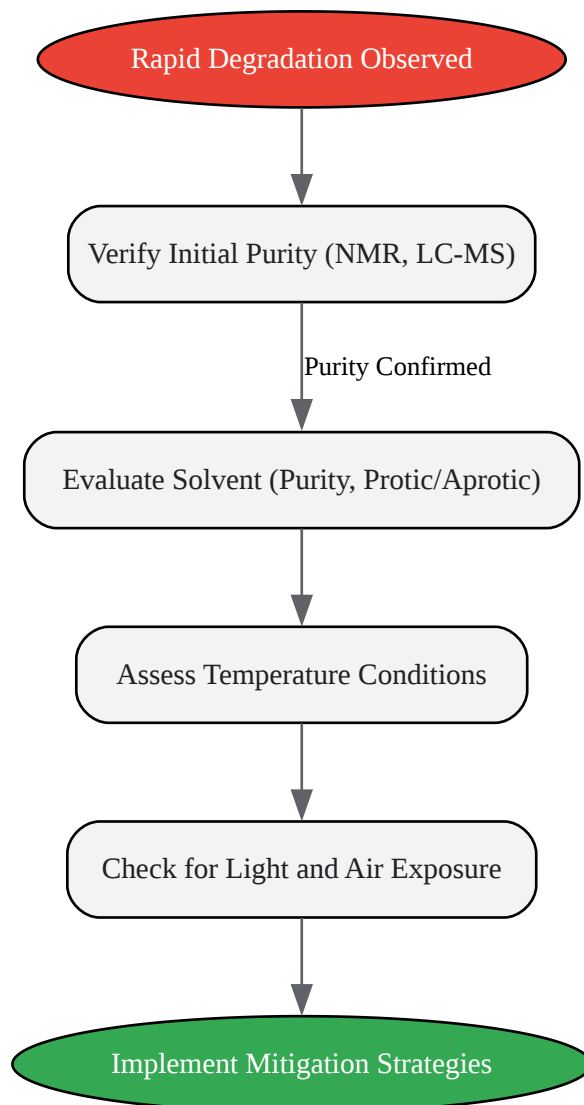 Rapid Degradation Observed
Verify Initial Purity (NMR, LC-MS)
Purity Confirmed
Evaluate Solvent (Purity, Protic/Aprotic)
Assess Temperature Conditions
Check for Light and Air Exposure
Implement Mitigation Strategies